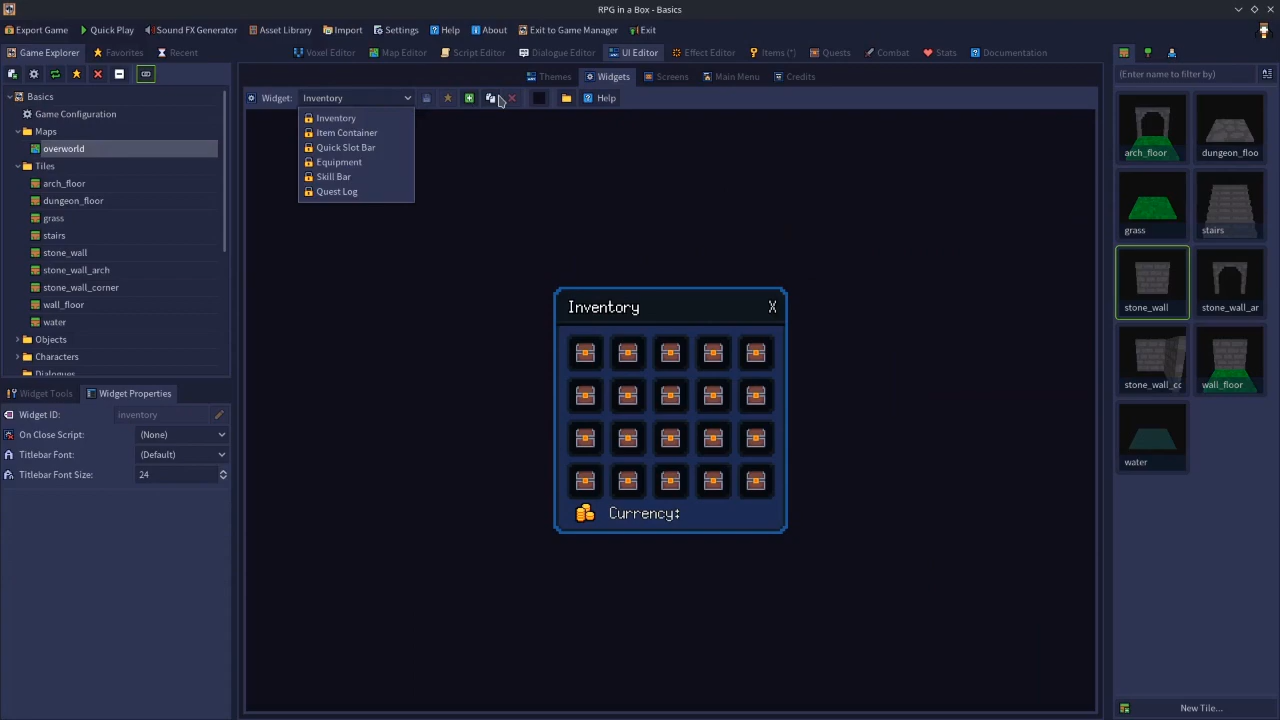 RPG in a Box - Basics
Export Game Quick Play Sound FX Generator Asset Library Import Settings Help About Exit to Game Manager Exit
Game Explorer Favorites Recent
Voxel Editor Map Editor Script Editor Dialogue Editor UI Editor Effect Editor Items (*) Quests Combat Stats Documentation
Themes Widgets Screens Main Menu Credits
(Enter name to filter by)
Widget: Inventory Help
Basics
Game Configuration
Maps
overworld
Tiles
arch_floor
dungeon_floor
grass
stairs
stone_wall
stone_wall_arch
stone_wall_corner
wall_floor
water
Objects
Characters
Dialogues
Inventory
Item Container
Quick Slot Bar
Equipment
Skill Bar
Quest Log
Inventory X
Currency:
Widget Tools Widget Properties
Widget ID: inventory
On Close Script: (None)
Titlebar Font: (Default)
Titlebar Font Size: 24
arch_floor dungeon_floo
grass stairs
stone_wall stone_wall_ar
stone_wall_cc wall_floor
water
New Tile...